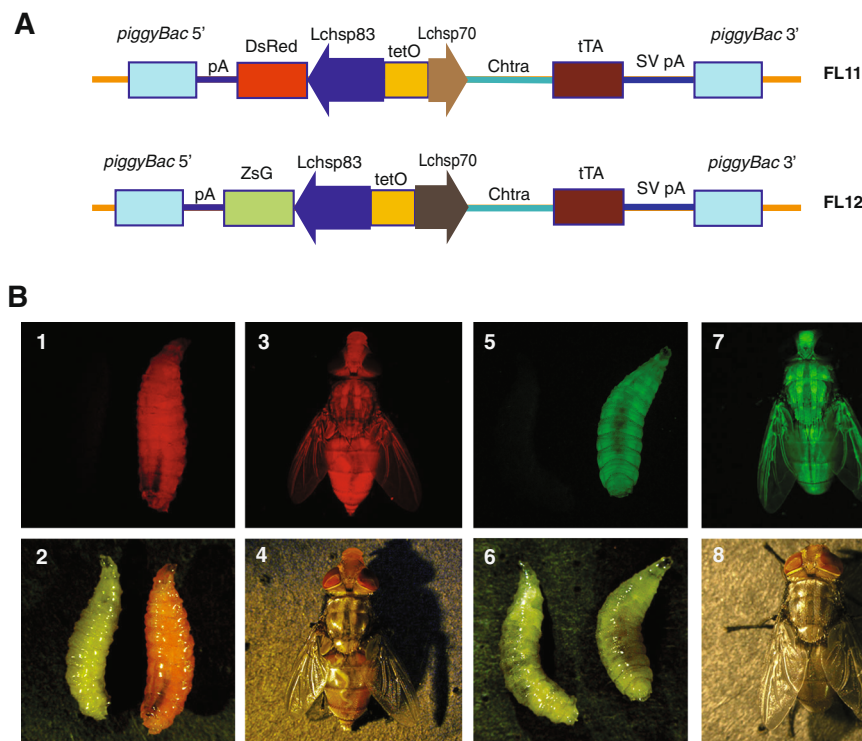 A
piggyBac 5' pA DsRed Lchsp83 tetO Lchsp70 Chtra tTA SV pA piggyBac 3' FL11
piggyBac 5' pA ZsG Lchsp83 tetO Lchsp70 Chtra tTA SV pA piggyBac 3' FL12
B
1 3 5 7
2 4 6 8